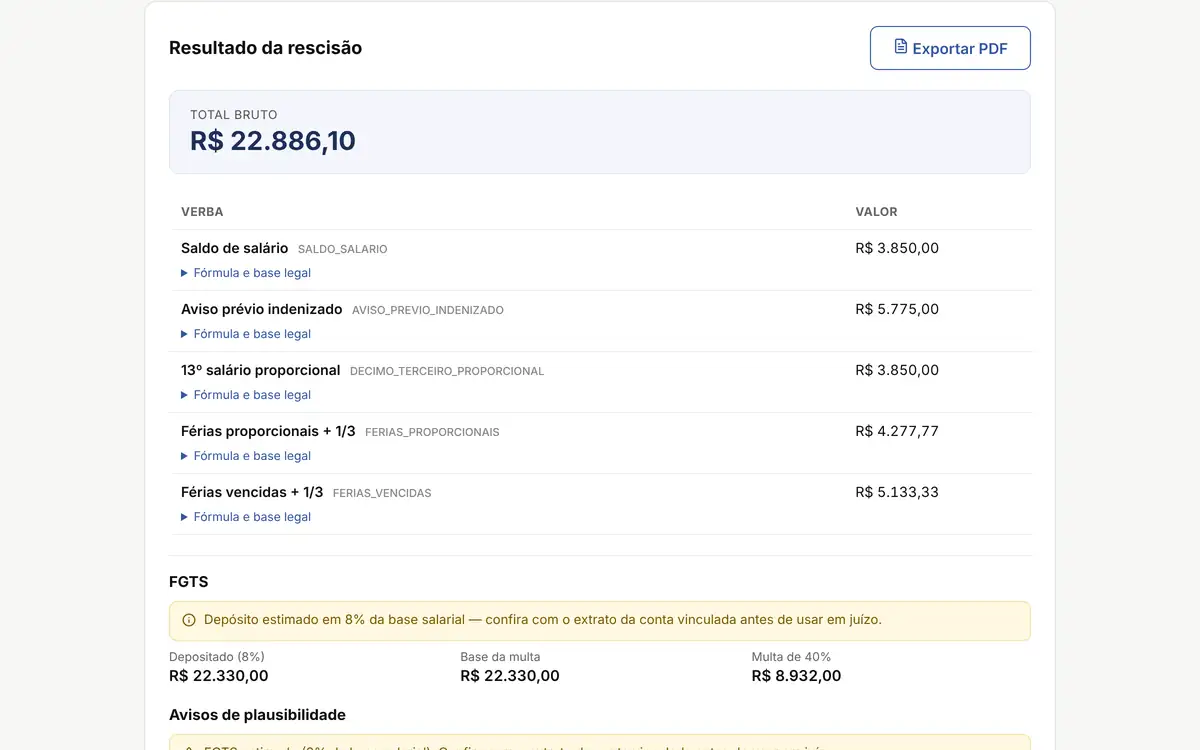 Resultado da rescisão
Exportar PDF
TOTAL BRUTO
R$ 22.886,10
VERBA VALOR
Saldo de salário SALDO_SALARIO R$ 3.850,00
Fórmula e base legal
Aviso prévio indenizado AVISO_PREVIO_INDENIZADO R$ 5.775,00
Fórmula e base legal
13º salário proporcional DECIMO_TERCEIRO_PROPORCIONAL R$ 3.850,00
Fórmula e base legal
Férias proporcionais + 1/3 FERIAS_PROPORCIONAIS R$ 4.277,77
Fórmula e base legal
Férias vencidas + 1/3 FERIAS_VENCIDAS R$ 5.133,33
Fórmula e base legal
FGTS
Depósito estimado em 8% da base salarial — confira com o extrato da conta vinculada antes de usar em juízo.
Depositado (8%) Base da multa Multa de 40%
R$ 22.330,00 R$ 22.330,00 R$ 8.932,00
Avisos de plausibilidade